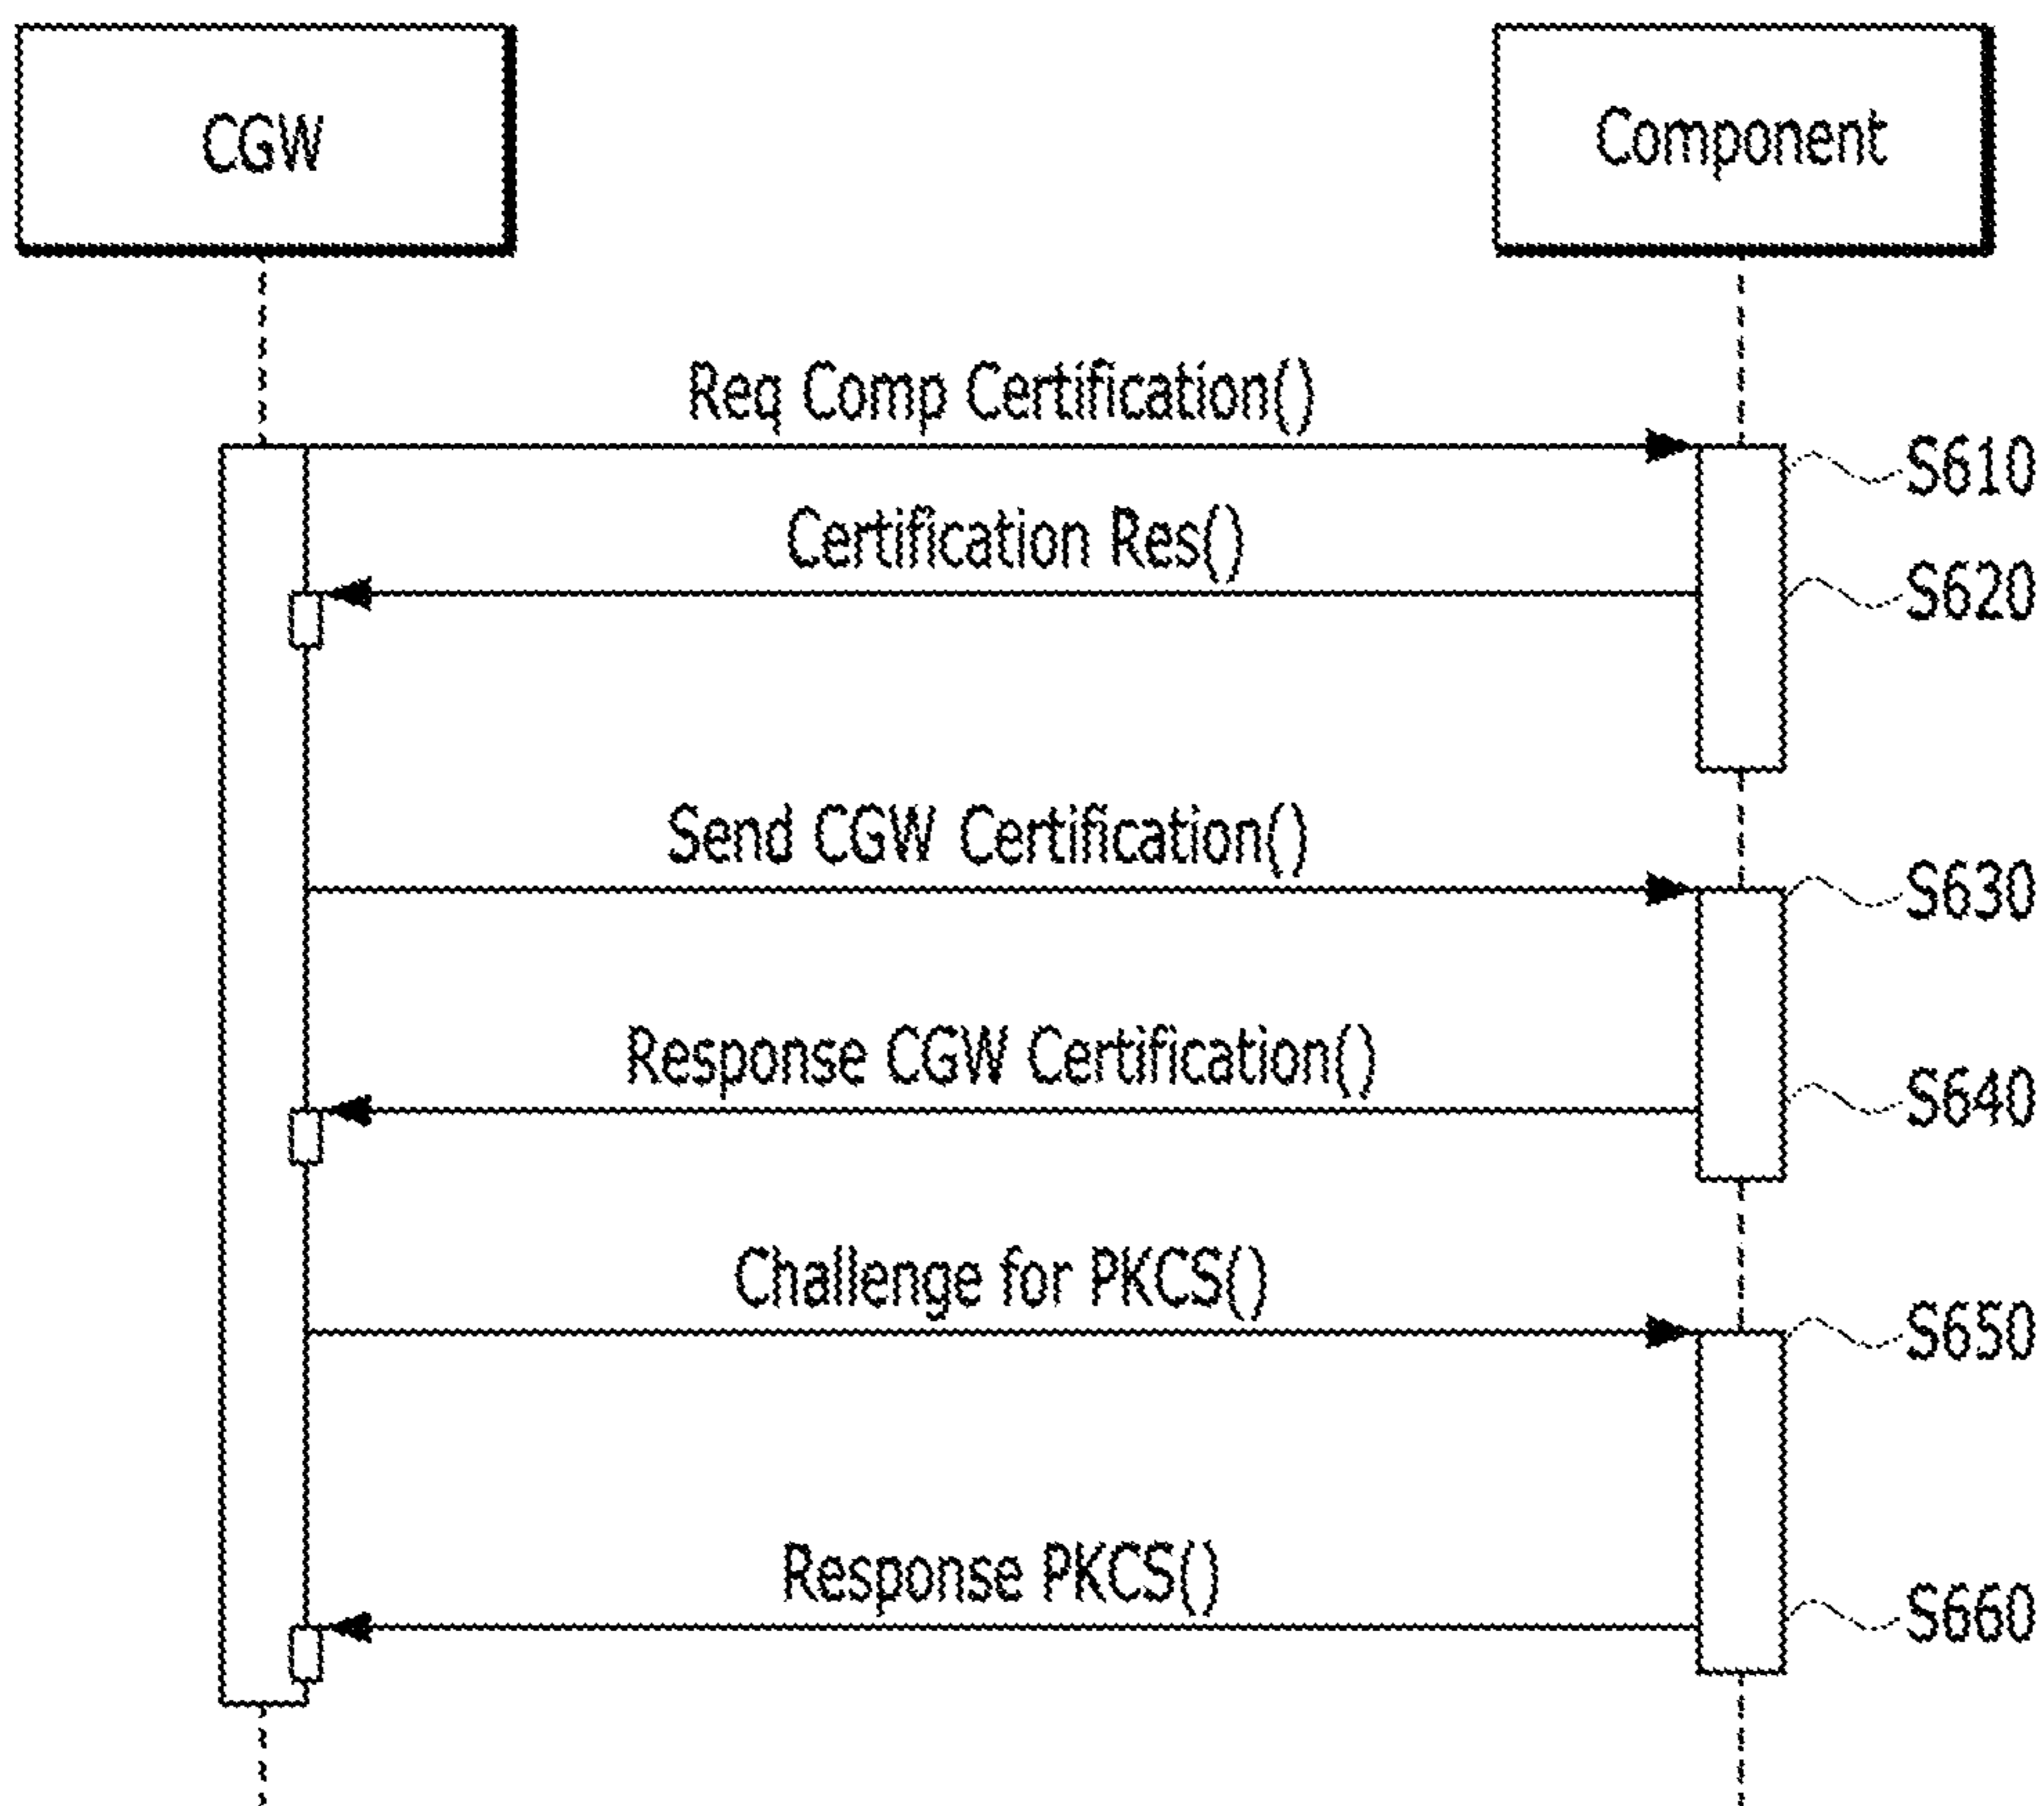 CGW
Component
Req Comp Certification()
S610
Certification Res()
S620
Send CGW Certification()
S630
Response CGW Certification()
S640
Challenge for PKCS()
S650
Response PKCS()
S660